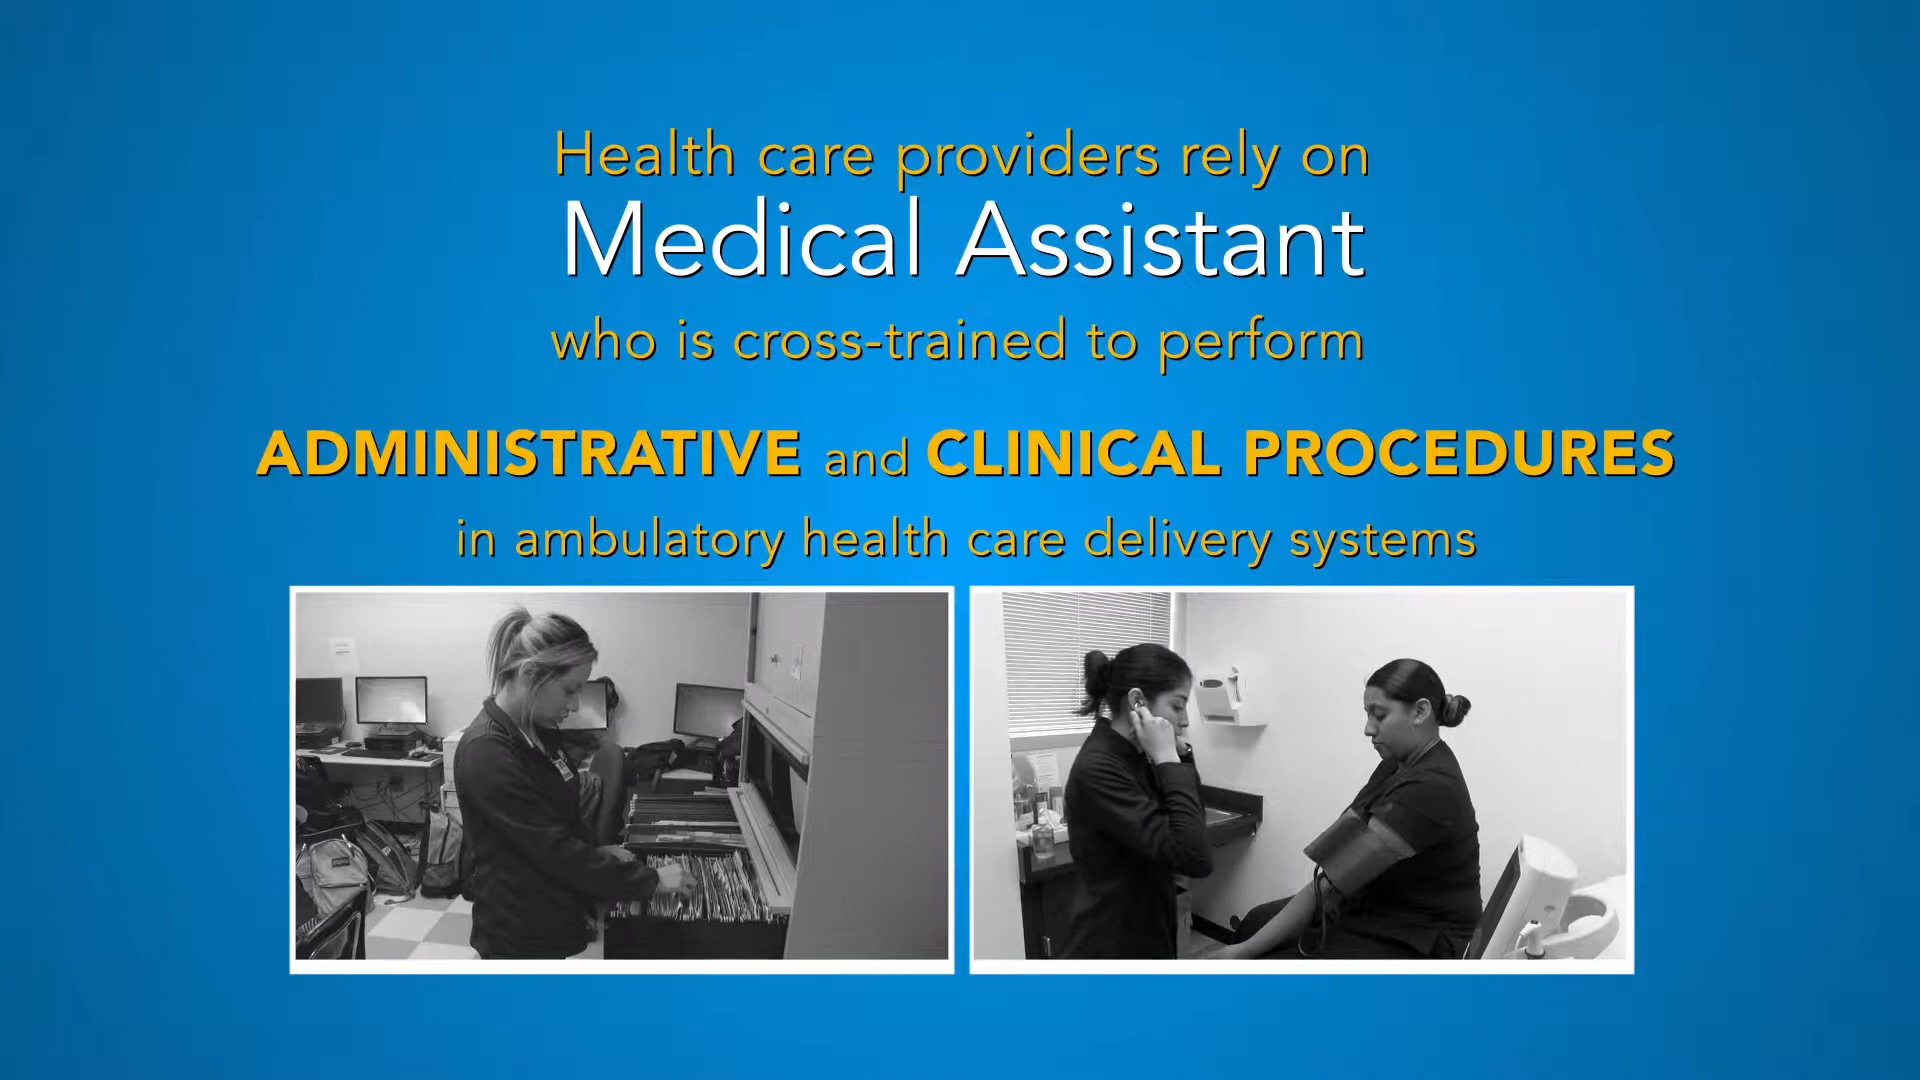 Health care providers rely on
Medical Assistant
who is cross-trained to perform
ADMINISTRATIVE and CLINICAL PROCEDURES
in ambulatory health care delivery systems